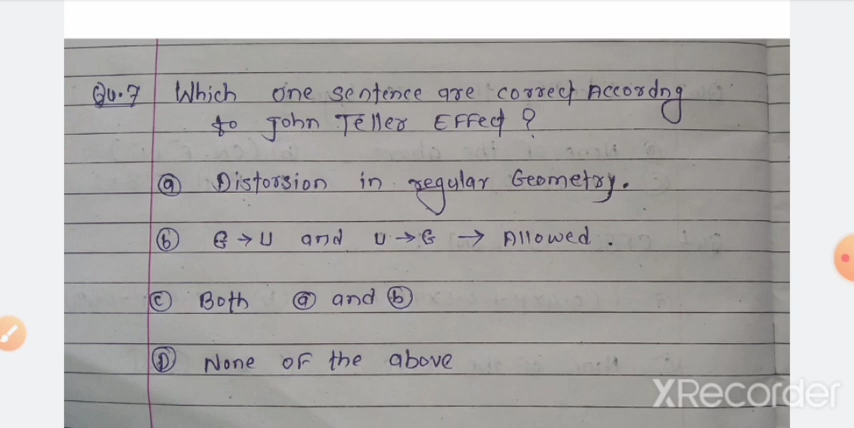 Qu.7 Which one sentence are correct Accordng
to John Teller Effect ?
ⓐ Distorsion in regular Geometry.
ⓑ G → U and U → G → Allowed .
ⓒ Both ⓐ and ⓑ
Ⓓ None of the above
XRecorder